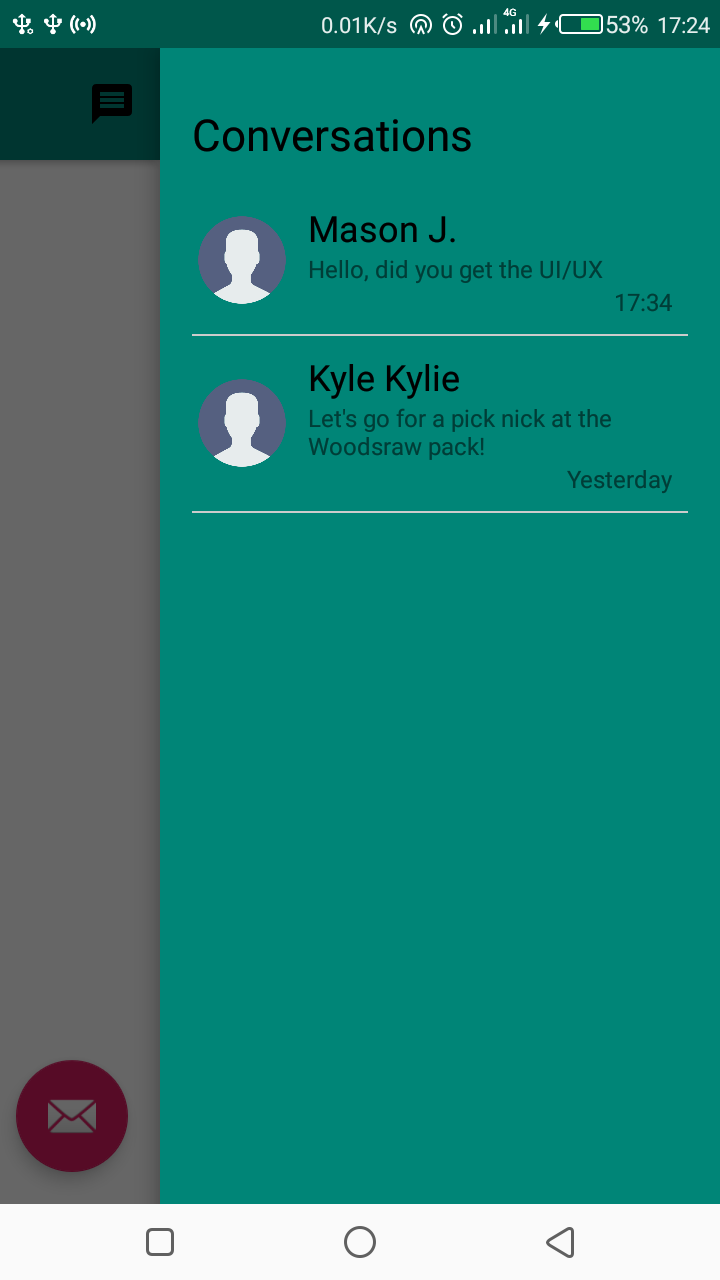 0.01K/s 4G 53% 17:24
Conversations
Mason J.
Hello, did you get the UI/UX
17:34
Kyle Kylie
Let's go for a pick nick at the
Woodsraw pack!
Yesterday